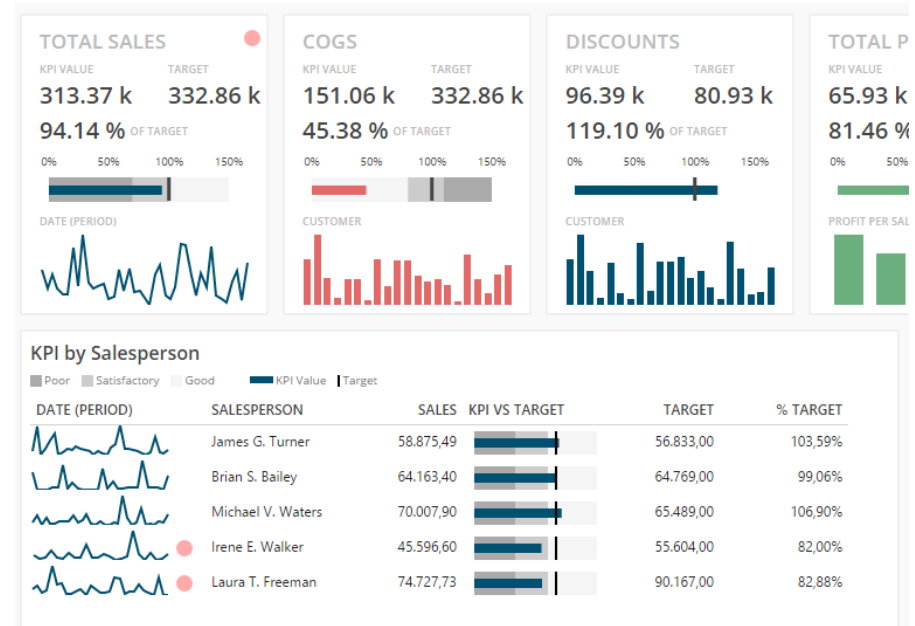 TOTAL SALES
KPI VALUE TARGET
313.37 k 332.86 k
94.14 % OF TARGET
0% 50% 100% 150%
DATE (PERIOD)
COGS
KPI VALUE TARGET
151.06 k 332.86 k
45.38 % OF TARGET
0% 50% 100% 150%
CUSTOMER
DISCOUNTS
KPI VALUE TARGET
96.39 k 80.93 k
119.10 % OF TARGET
0% 50% 100% 150%
CUSTOMER
TOTAL P
KPI VALUE
65.93 k
81.46 %
0% 50%
PROFIT PER SAL
KPI by Salesperson
Poor Satisfactory Good KPI Value Target
DATE (PERIOD) SALESPERSON SALES KPI VS TARGET TARGET % TARGET
James G. Turner 58.875,49 56.833,00 103,59%
Brian S. Bailey 64.163,40 64.769,00 99,06%
Michael V. Waters 70.007,90 65.489,00 106,90%
Irene E. Walker 45.596,60 55.604,00 82,00%
Laura T. Freeman 74.727,73 90.167,00 82,88%